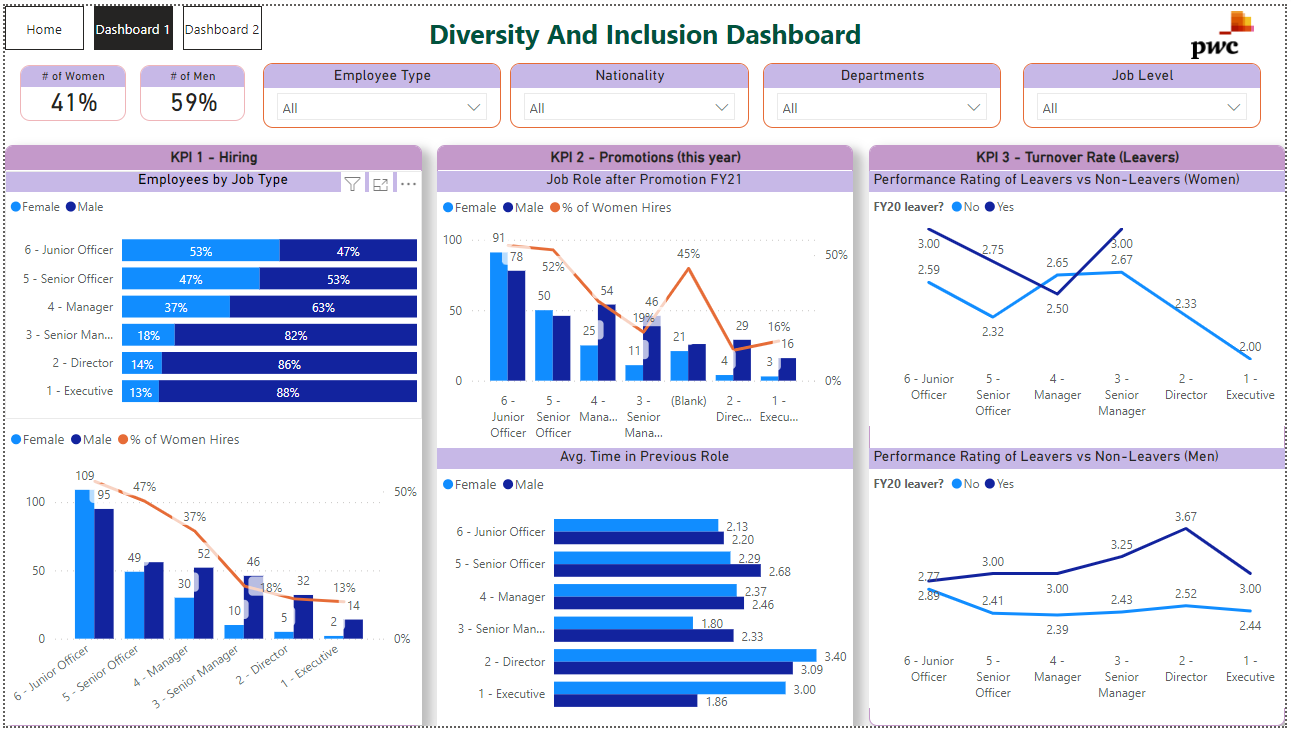 Home
Dashboard 1
Dashboard 2
Diversity And Inclusion Dashboard
pwc
# of Women
41%
# of Men
59%
Employee Type
All
Nationality
All
Departments
All
Job Level
All
KPI 1 - Hiring
Employees by Job Type
Female Male
6 - Junior Officer 53% 47%
5 - Senior Officer 47% 53%
4 - Manager 37% 63%
3 - Senior Man... 18% 82%
2 - Director 14% 86%
1 - Executive 13% 88%
Female Male % of Women Hires
109
95 47% 50%
100
37%
49 52 46
50
30 18% 32 13%
10 5 2 14
0 0%
6 - Junior Officer
5 - Senior Officer
4 - Manager
3 - Senior Manager
2 - Director
1 - Executive
KPI 2 - Promotions (this year)
Job Role after Promotion FY21
Female Male % of Women Hires
100 91
78 52% 45% 50%
50 54 46
50 19% 29 16%
25 11 21 4 3 16
0 0%
6 - Junior Officer
5 - Senior Officer
4 - Mana...
3 - Senior Mana...
(Blank)
2 - Direc...
1 - Execu...
Avg. Time in Previous Role
Female Male
6 - Junior Officer 2.13
2.20
5 - Senior Officer 2.29
2.68
4 - Manager 2.37
2.46
3 - Senior Man... 1.80
2.33
2 - Director 3.40
3.09
1 - Executive 3.00
1.86
KPI 3 - Turnover Rate (Leavers)
Performance Rating of Leavers vs Non-Leavers (Women)
FY20 leaver? No Yes
3.00 2.75 3.00
2.59 2.65 2.67
2.32 2.50 2.33
2.00
6 - Junior Officer
5 - Senior Officer
4 - Manager
3 - Senior Manager
2 - Director
1 - Executive
Performance Rating of Leavers vs Non-Leavers (Men)
FY20 leaver? No Yes
3.67
3.25
2.77 3.00 3.00 3.00
2.89 2.41 2.39 2.43 2.52 2.44
6 - Junior Officer
5 - Senior Officer
4 - Manager
3 - Senior Manager
2 - Director
1 - Executive